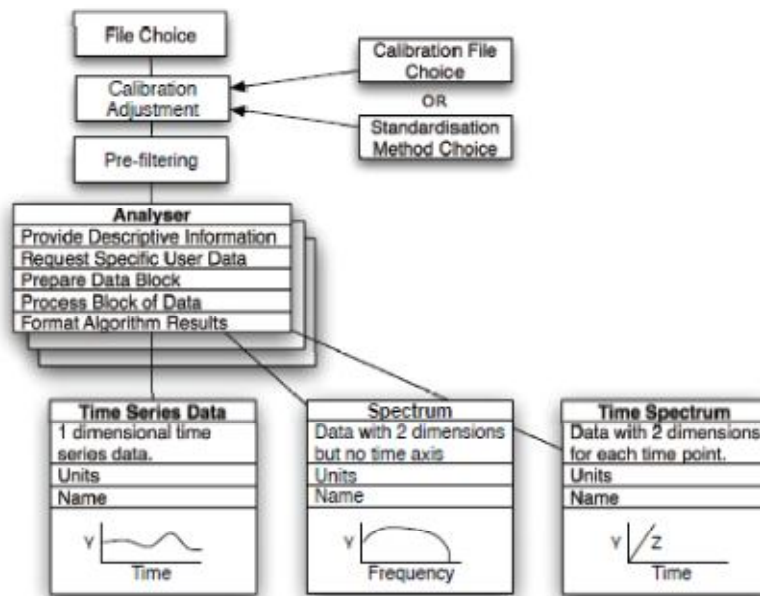 File Choice
Calibration
Adjustment
Calibration File
Choice
OR
Standardisation
Method Choice
Pre-filtering
Analyser
Provide Descriptive Information
Request Specific User Data
Prepare Data Block
Process Block of Data
Format Algorithm Results
Time Series Data
1 dimensional time
series data.
Units
Name
Y
Time
Spectrum
Data with 2 dimensions
but no time axis
Units
Name
Y
Frequency
Time Spectrum
Data with 2 dimensions
for each time point.
Units
Name
Y Z
Time